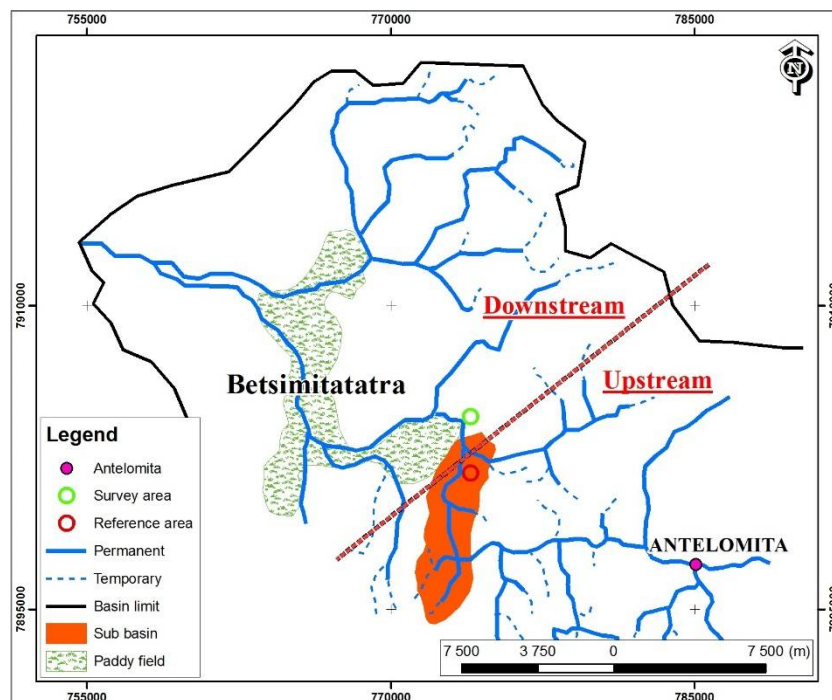 755000 770000 785000
N
7910000
7910000
Downstream
Upstream
Betsimitatatra
Legend
Antelomita
Survey area
Reference area
Permanent
Temporary
Basin limit
Sub basin
Paddy field
ANTELOMITA
7895000
7 500 3 750 0 7 500 (m)
755000 770000 785000